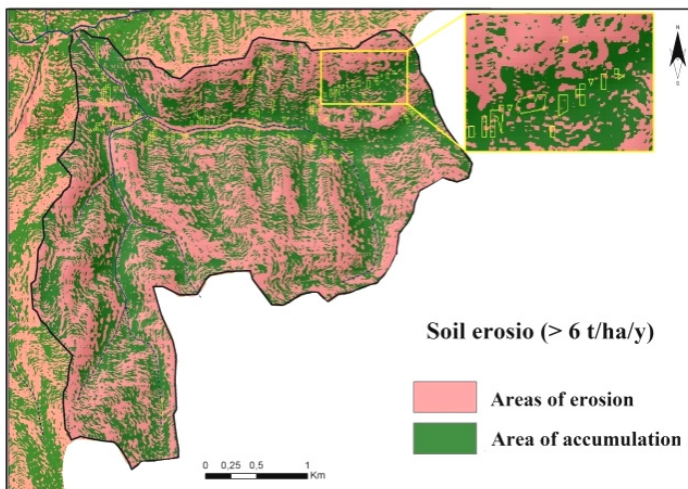 Soil erosio (> 6 t/ha/y)
Areas of erosion
Area of accumulation
0 0,25 0,5 1
Km